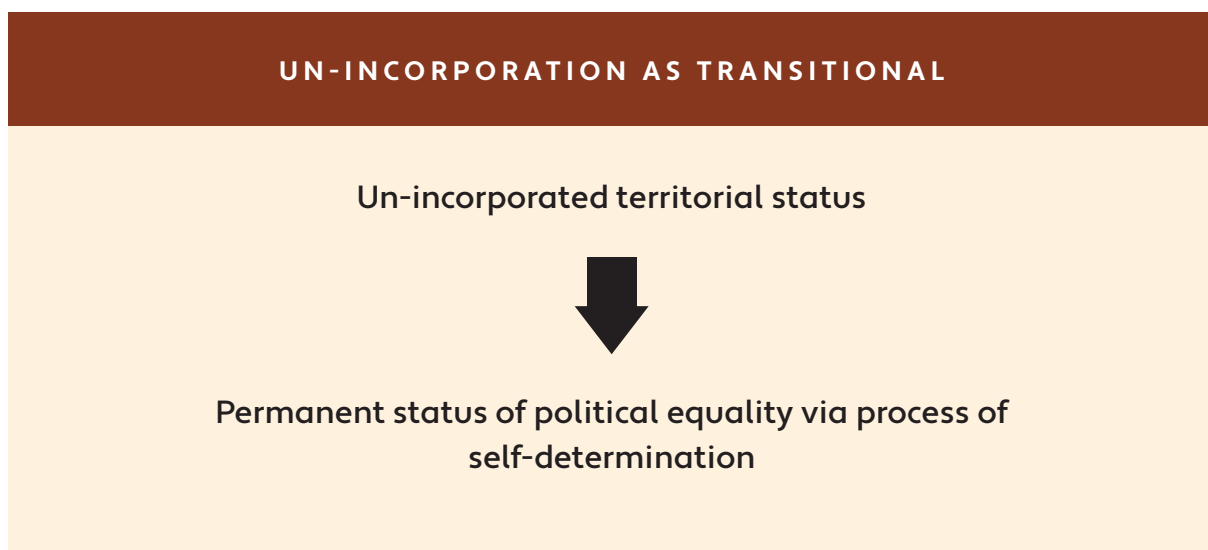 UN-INCORPORATION AS TRANSITIONAL
Un-incorporated territorial status
Permanent status of political equality via process of
self-determination